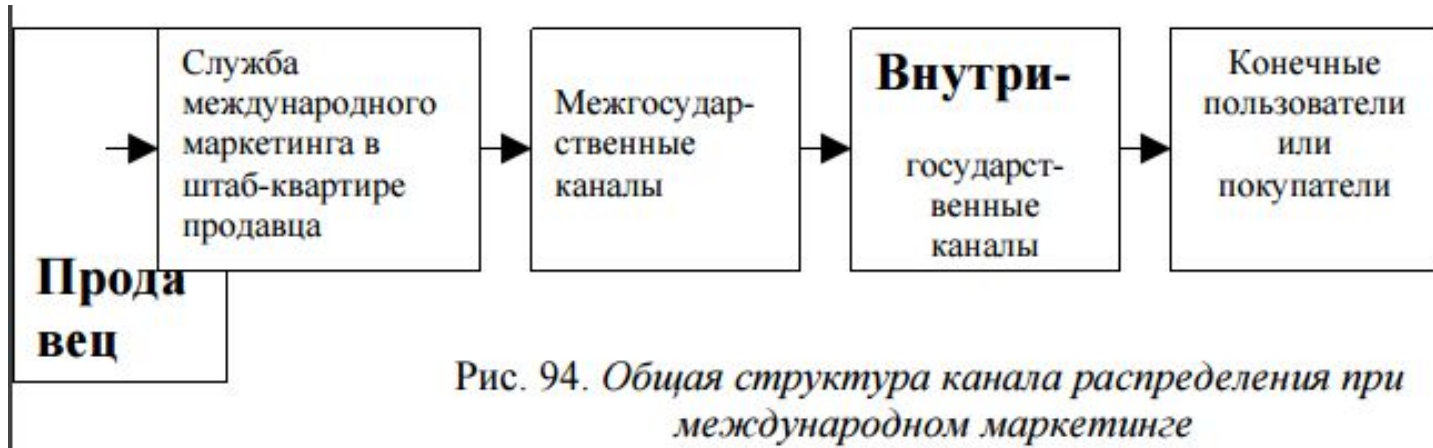 Прода
вец
Служба
международного
маркетинга в
штаб-квартире
продавца
Межгосудар-
ственные
каналы
Внутри-
государст-
венные
каналы
Конечные
пользователи
или
покупатели
Рис. 94. Общая структура канала распределения при
международном маркетинге